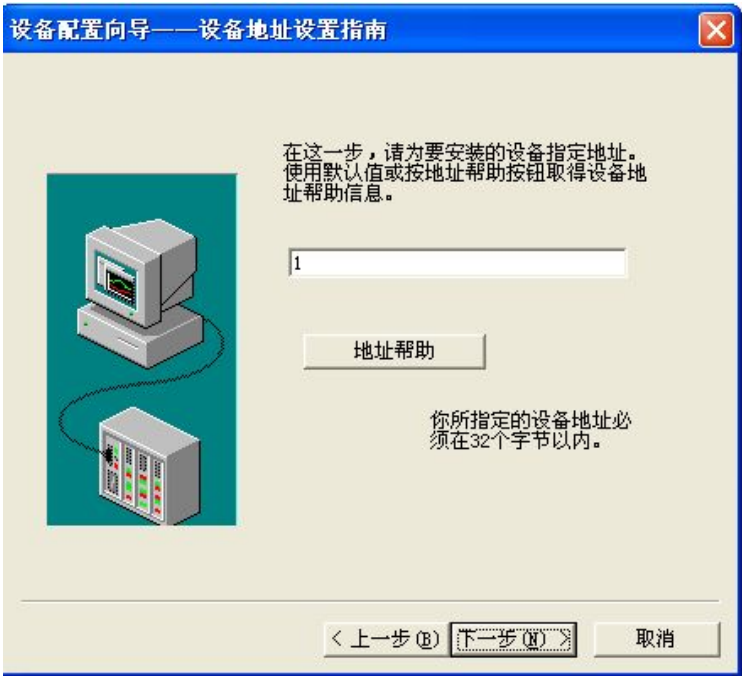 设备配置向导——设备地址设置指南
在这一步，请为要安装的设备指定地址。
使用默认值或按地址帮助按钮取得设备地
址帮助信息。
1
地址帮助
你所指定的设备地址必
须在32个字节以内。
< 上一步(B) 下一步(N) > 取消